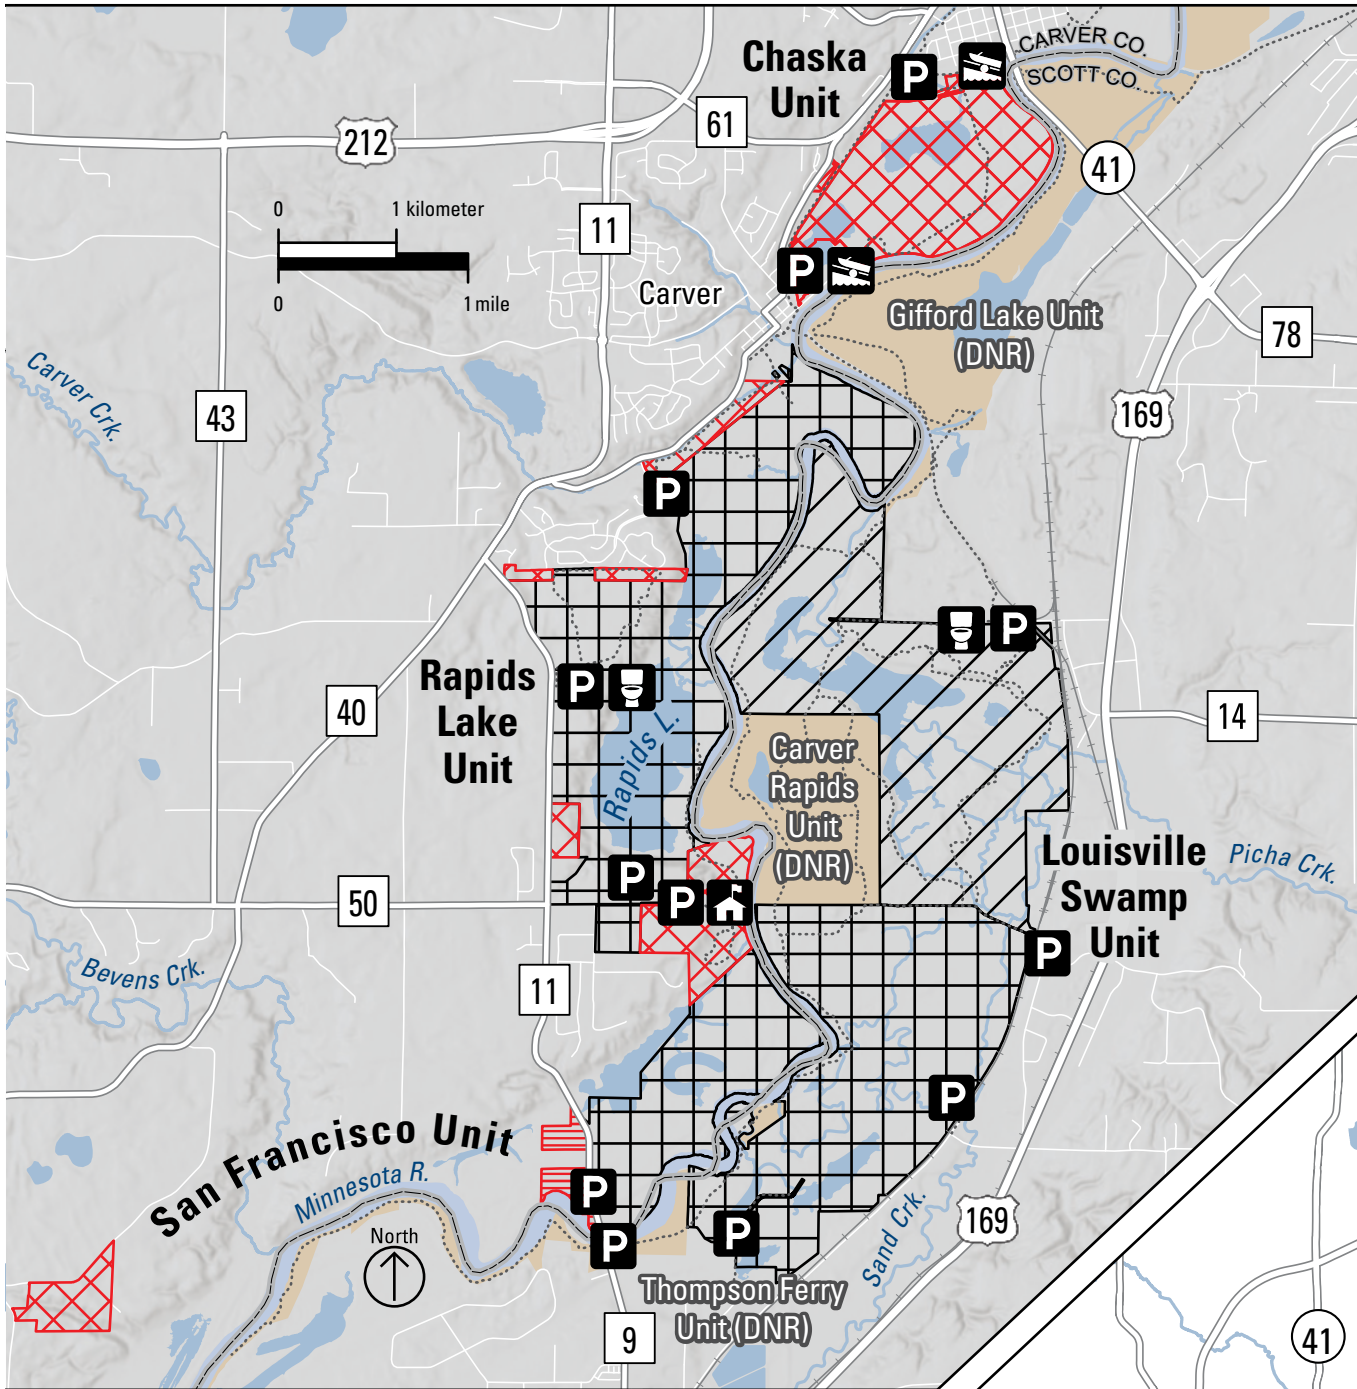 Chaska
Unit
P
CARVER CO.
SCOTT CO.
61
212
41
0
1 kilometer
11
0
1 mile
P
Carver
Gifford Lake Unit
(DNR)
78
Carver Crk.
43
169
P
P
Rapids
Lake
Unit
P
40
Rapids L.
14
Carver
Rapids
Unit
(DNR)
Louisville
Swamp
Unit
Picha Crk.
P
P
50
P
Bevens Crk.
11
P
San Francisco Unit
Minnesota R.
P
P
P
Sand Crk.
169
North
Thompson Ferry
Unit (DNR)
9
41